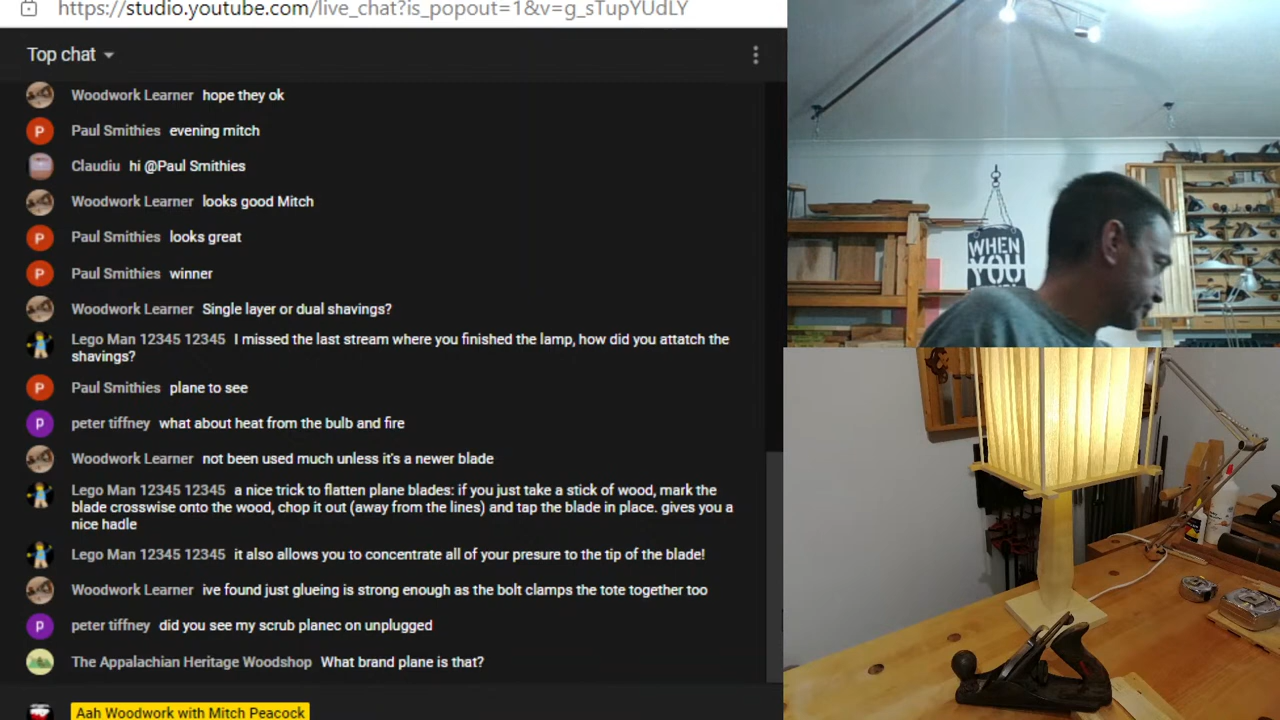 https://studio.youtube.com/live_chat?is_popout=1&v=g_sTupYUdLY
Top chat
Woodwork Learner hope they ok
Paul Smithies evening mitch
Claudiu hi @Paul Smithies
Woodwork Learner looks good Mitch
Paul Smithies looks great
Paul Smithies winner
Woodwork Learner Single layer or dual shavings?
Lego Man 12345 12345 I missed the last stream where you finished the lamp, how did you attatch the
shavings?
Paul Smithies plane to see
peter tiffney what about heat from the bulb and fire
Woodwork Learner not been used much unless it's a newer blade
Lego Man 12345 12345 a nice trick to flatten plane blades: if you just take a stick of wood, mark the
blade crosswise onto the wood, chop it out (away from the lines) and tap the blade in place. gives you a
nice hadle
Lego Man 12345 12345 it also allows you to concentrate all of your presure to the tip of the blade!
Woodwork Learner ive found just glueing is strong enough as the bolt clamps the tote together too
peter tiffney did you see my scrub planec on unplugged
The Appalachian Heritage Woodshop What brand plane is that?
Aah Woodwork with Mitch Peacock
WHEN
YOU